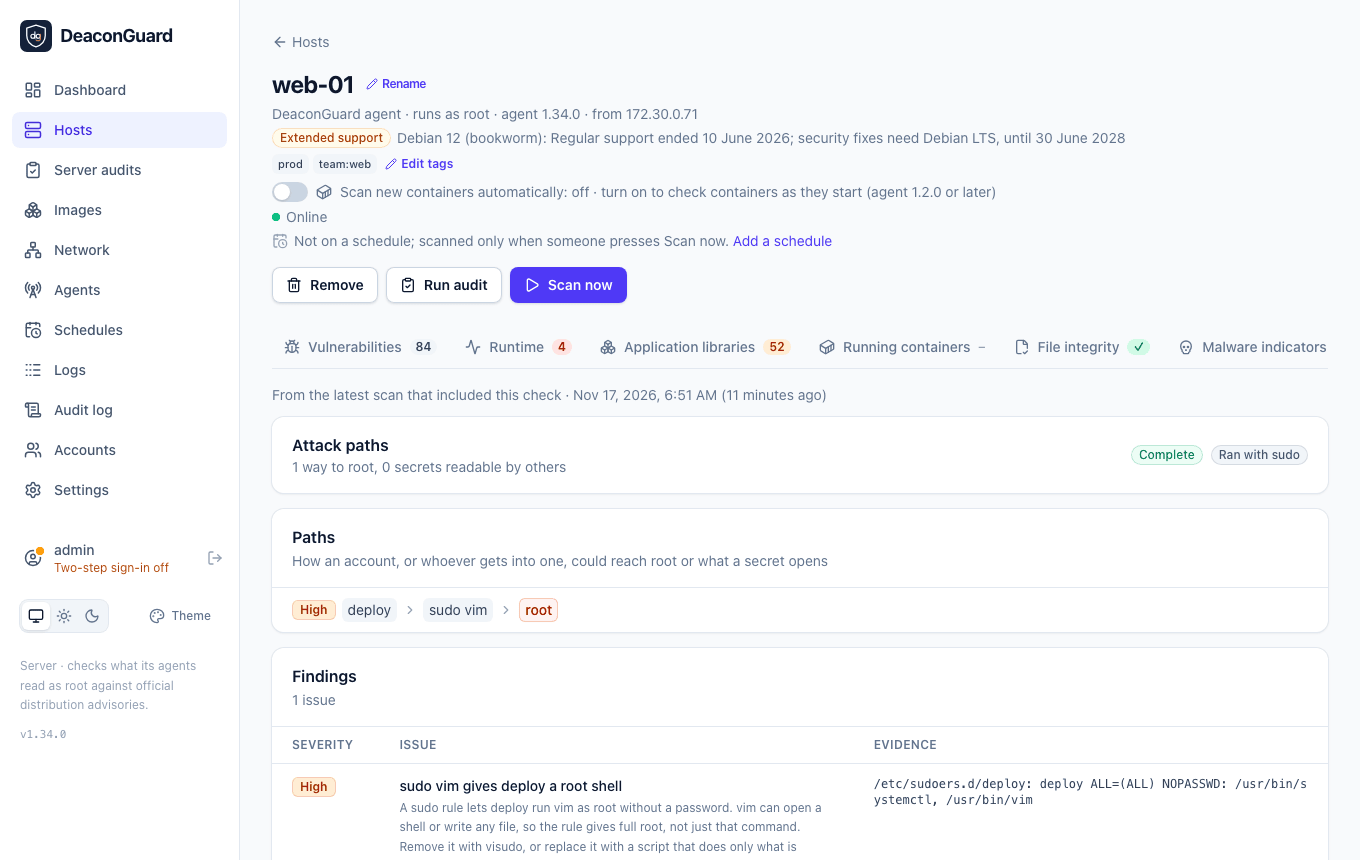 dg
DeaconGuard
Dashboard
Hosts
Server audits
Images
Network
Agents
Schedules
Logs
Audit log
Accounts
Settings
admin
Two-step sign-in off
Theme
Server · checks what its agents
read as root against official
distribution advisories.
v1.34.0
Hosts
web-01 Rename
DeaconGuard agent · runs as root · agent 1.34.0 · from 172.30.0.71
Extended support Debian 12 (bookworm): Regular support ended 10 June 2026; security fixes need Debian LTS, until 30 June 2028
prod team:web Edit tags
Scan new containers automatically: off · turn on to check containers as they start (agent 1.2.0 or later)
Online
Not on a schedule; scanned only when someone presses Scan now. Add a schedule
Remove Run audit Scan now
Vulnerabilities 84 Runtime 4 Application libraries 52 Running containers – File integrity ✓ Malware indicators
From the latest scan that included this check · Nov 17, 2026, 6:51 AM (11 minutes ago)
Attack paths
1 way to root, 0 secrets readable by others
Complete Ran with sudo
Paths
How an account, or whoever gets into one, could reach root or what a secret opens
High deploy > sudo vim > root
Findings
1 issue
SEVERITY ISSUE EVIDENCE
High sudo vim gives deploy a root shell
A sudo rule lets deploy run vim as root without a password. vim can open a
shell or write any file, so the rule gives full root, not just that command.
Remove it with visudo, or replace it with a script that does only what is
/etc/sudoers.d/deploy: deploy ALL=(ALL) NOPASSWD: /usr/bin/s
ystemctl, /usr/bin/vim